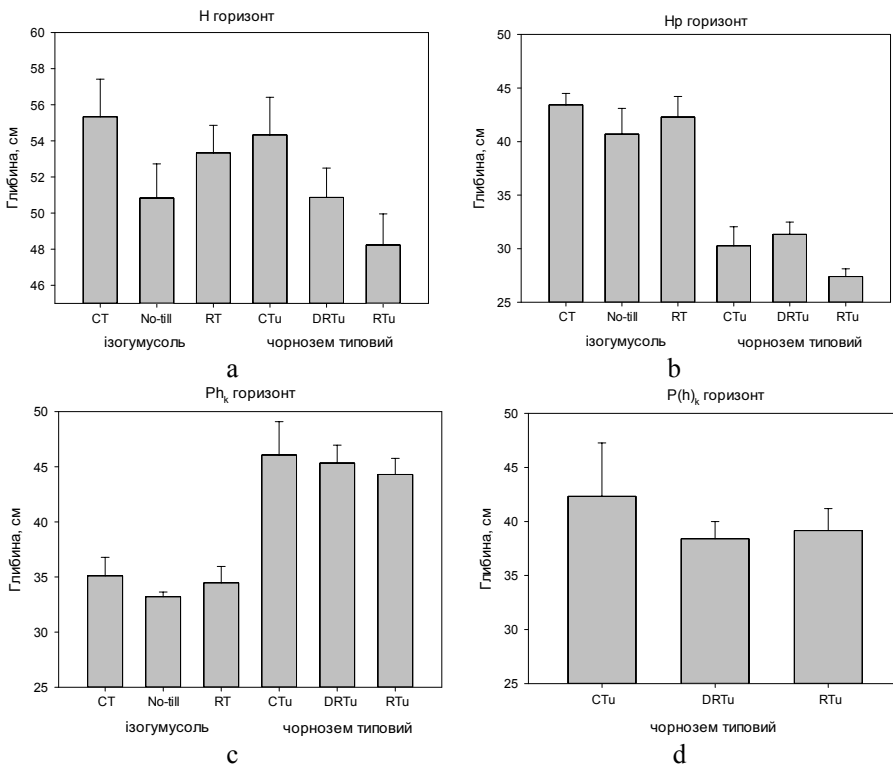 H горизонт
60
58
56
54
52
50
48
46
Глибина, см
CT No-till RT CTu DRTu RTu
ізогумусоль чорнозем типовий
a
Hp горизонт
50
45
40
35
30
25
Глибина, см
CT No-till RT CTu DRTu RTu
ізогумусоль чорнозем типовий
b
Phk горизонт
50
45
40
35
30
25
Глибина, см
CT No-till RT CTu DRTu RTu
ізогумусоль чорнозем типовий
c
P(h)k горизонт
50
45
40
35
30
25
Глибина, см
CTu DRTu RTu
чорнозем типовий
d